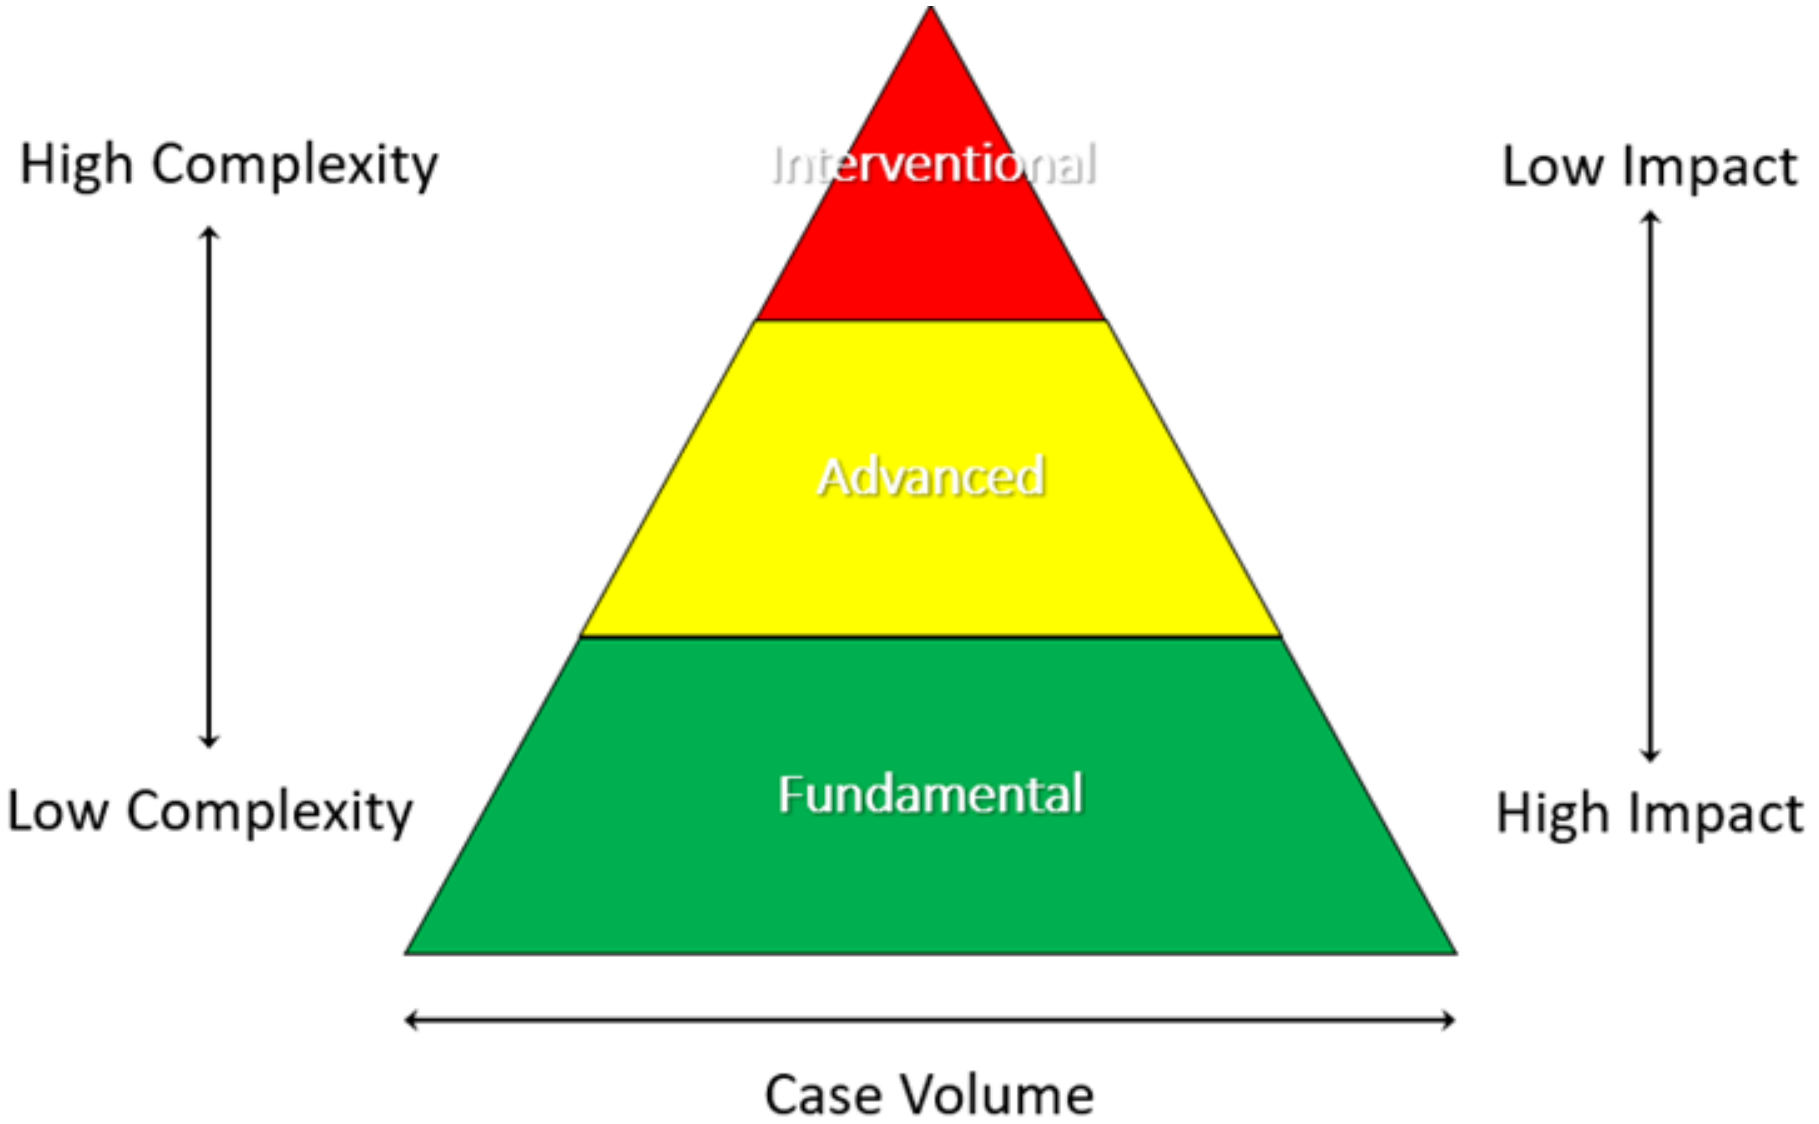 High Complexity
Interventional
Low Impact
Advanced
Fundamental
Low Complexity
High Impact
Case Volume